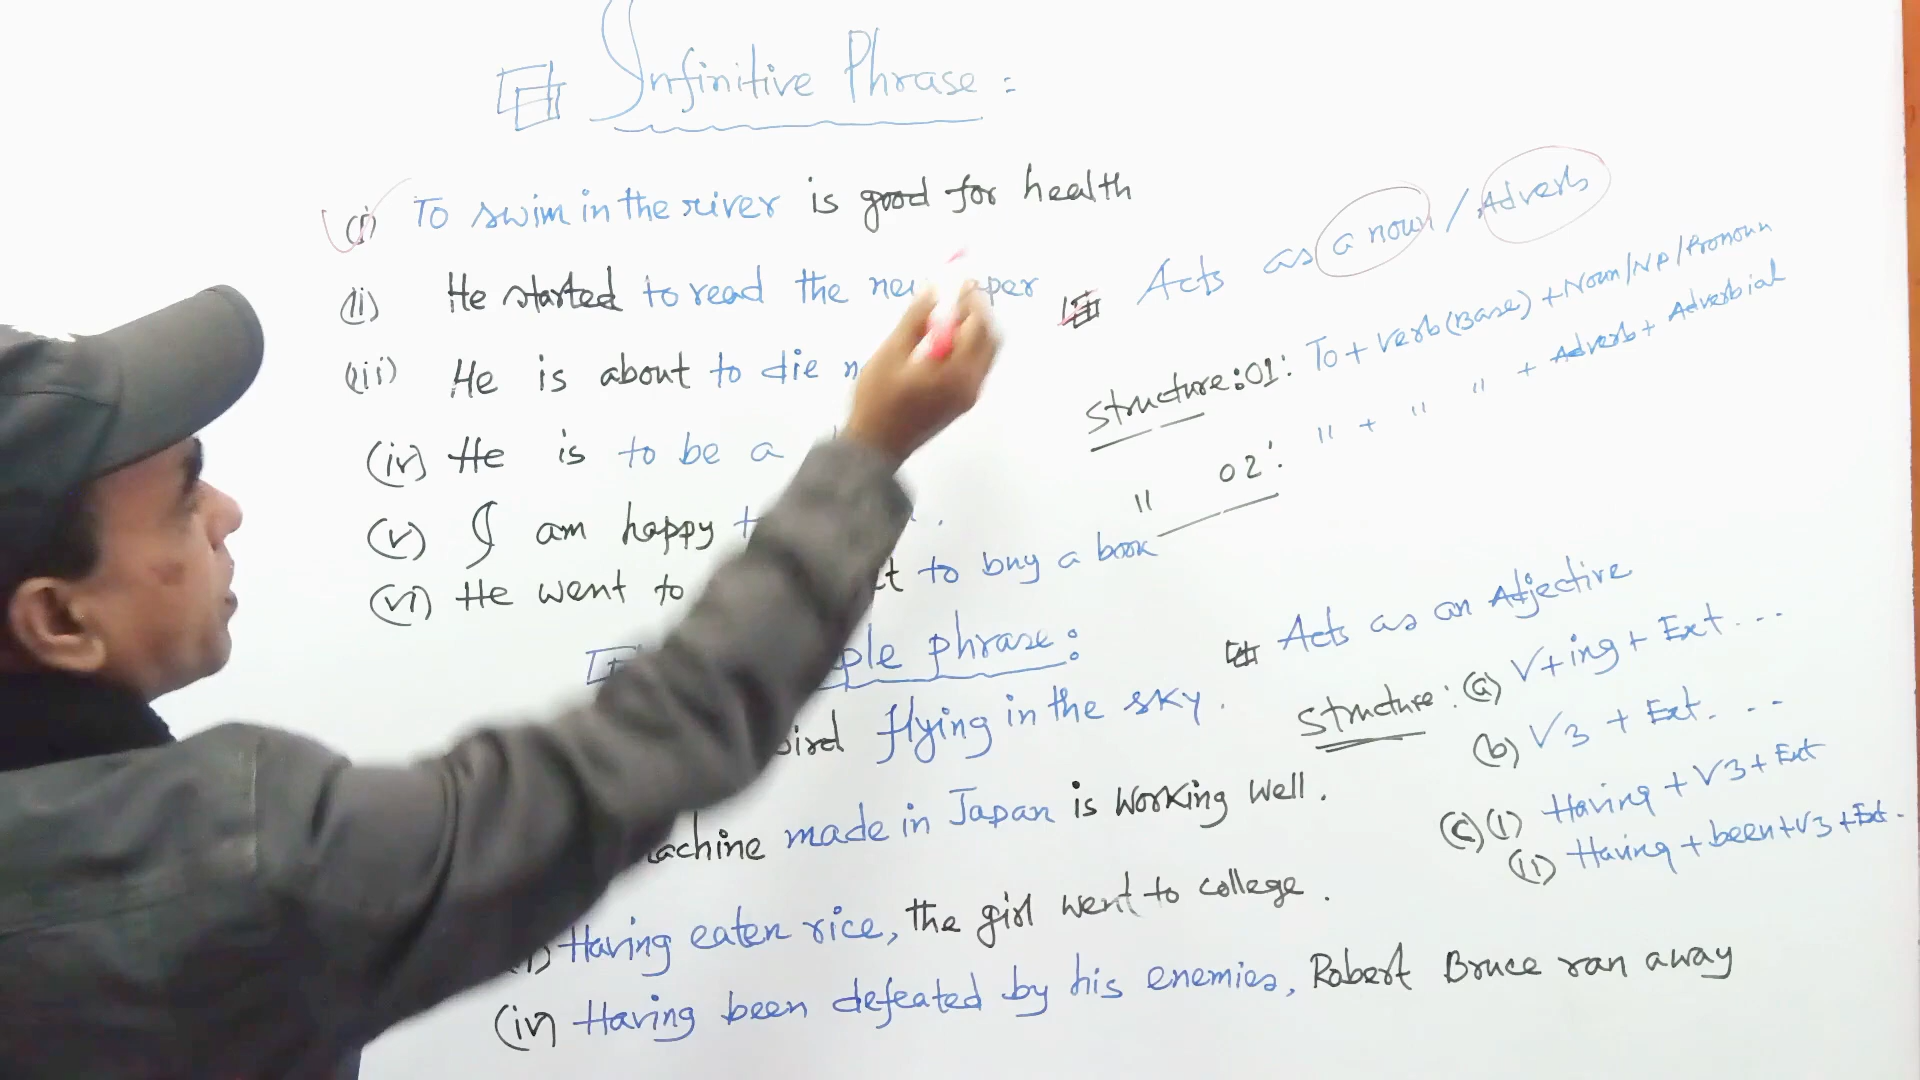 Infinitive Phrase :
(i) To swim in the river is good for health
(ii) He started to read the
(iii) He is about to die
(iv) He is to be a
(v) I am happy
(vi) He went to
to buy a book
Acts as a noun / Adverb
Structure:01: To + Verb(Base) + Noun/NP/Pronoun
" 02: " + " " + Adverb + Adverbial
phrase:
bird flying in the sky.
made in Japan is working well.
Having eaten rice, the girl went to college.
(iv) Having been defeated by his enemies, Robert Bruce ran away
Acts as an Adjective
Structure: (a) V+ing + Ext...
(b) V3 + Ext...
(c) (i) Having + V3 + Ext
(ii) Having + been + V3 + Ext.